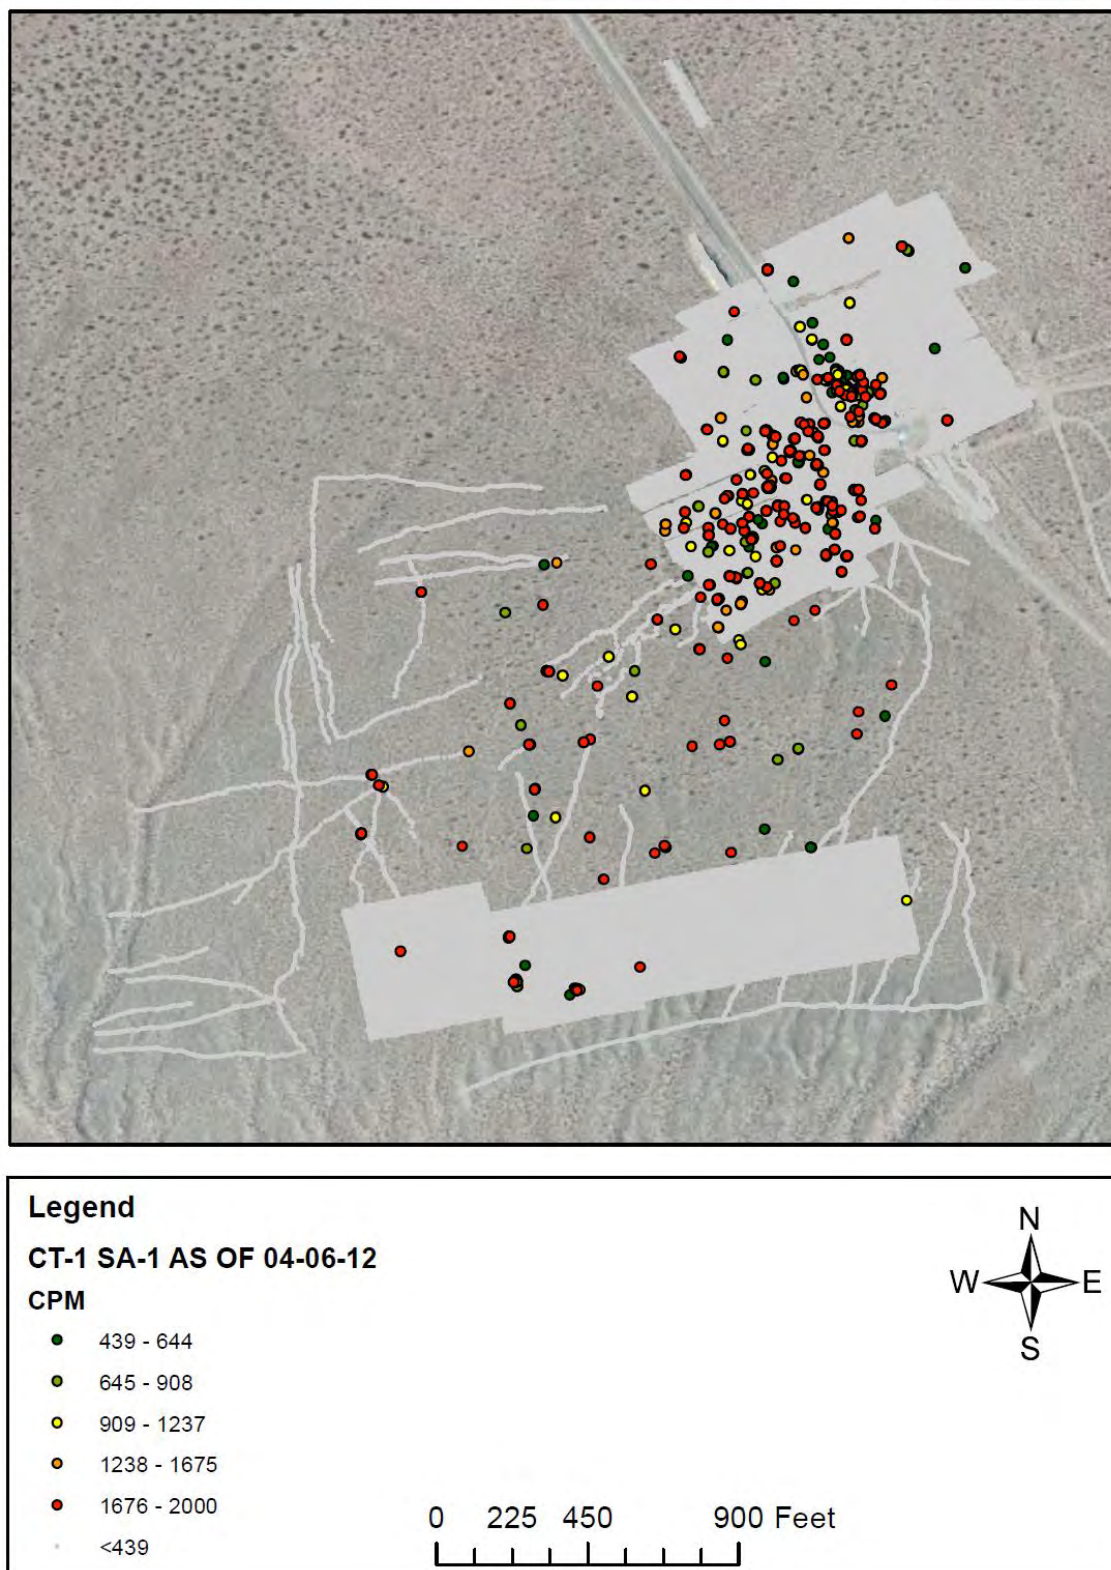 Legend
CT-1 SA-1 AS OF 04-06-12
CPM
439 - 644
645 - 908
909 - 1237
1238 - 1675
1676 - 2000
<439
N
W E
S
0 225 450 900 Feet